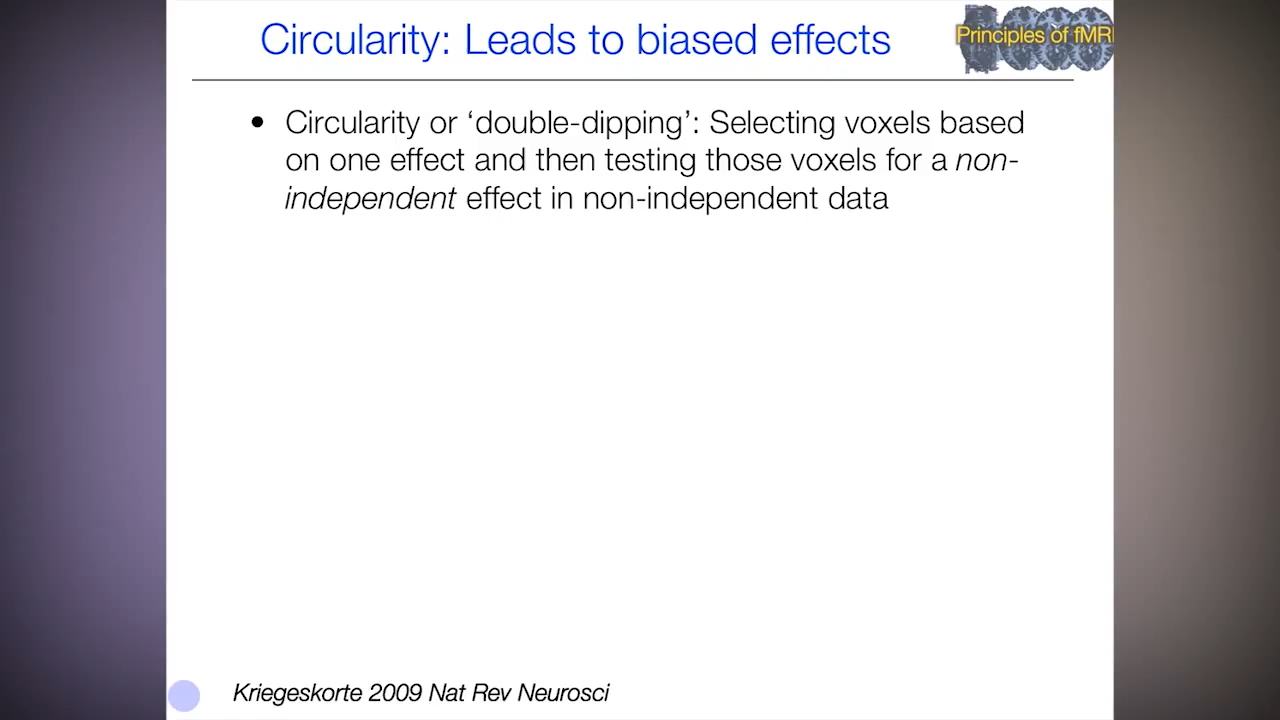 Circularity: Leads to biased effects
Principles of fMRI
• Circularity or ‘double-dipping’: Selecting voxels based
on one effect and then testing those voxels for a non-
independent effect in non-independent data
Kriegeskorte 2009 Nat Rev Neurosci